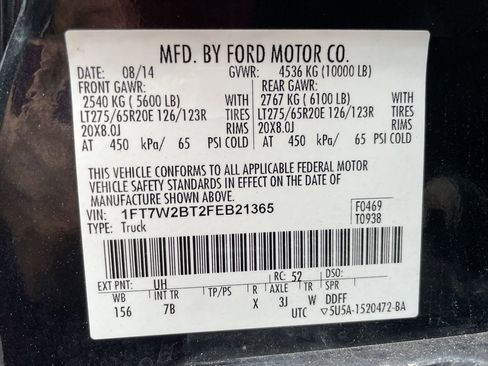 MFD. BY FORD MOTOR CO.
DATE: 08/14 GVWR: 4536 KG (10000 LB)
FRONT GAWR: REAR GAWR:
2540 KG (5600 LB) WITH 2767 KG (6100 LB) WITH
LT275/65R20E 126/123R TIRES LT275/65R20E 126/123R TIRES
20X8.0J RIMS 20X8.0J RIMS
AT 450 kPa/ 65 PSI COLD AT 450 kPa/ 65 PSI COLD
THIS VEHICLE CONFORMS TO ALL APPLICABLE FEDERAL MOTOR
VEHICLE SAFETY STANDARDS IN EFFECT ON THE DATE OF
MANUFACTURE SHOWN ABOVE.
VIN: 1FT7W2BT2FEB21365 F0469
TYPE: Truck T0938
EXT PNT: UH RC: 52 DSO:
WB INT TR TP/PS R AXLE TR SPR
156 7B X 3J W DDFF
UTC ▽5U5A-1520472-BA